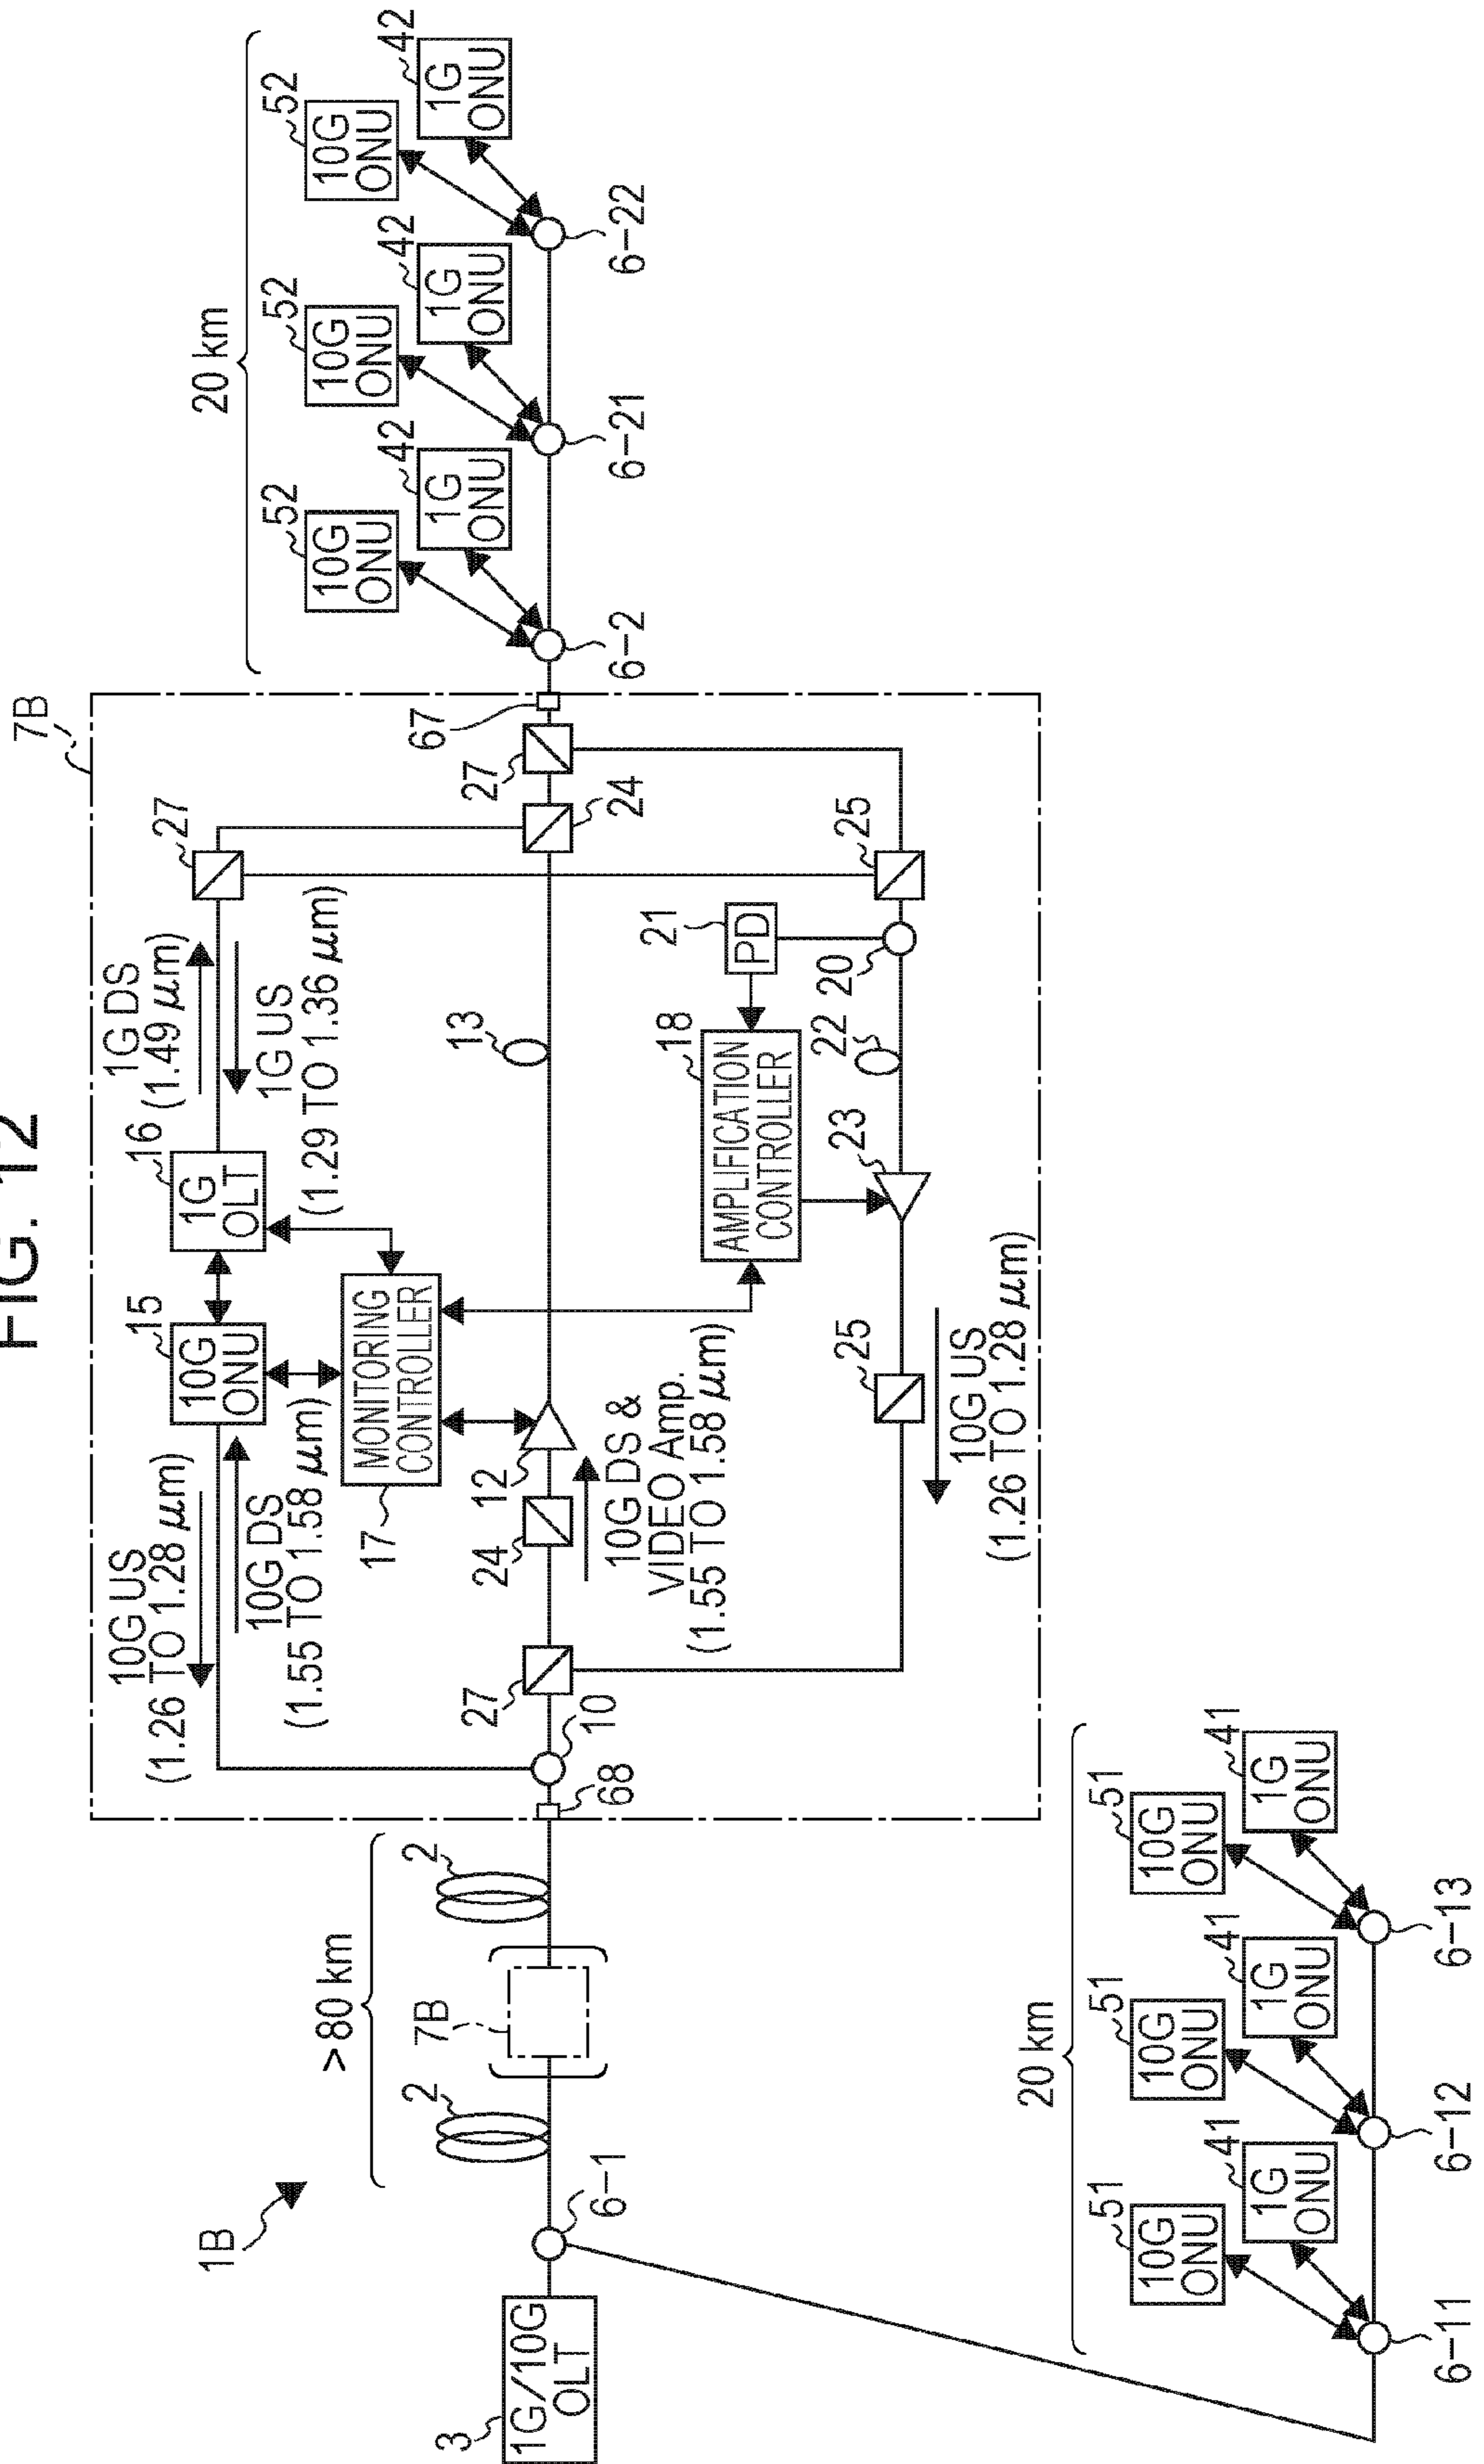 FIG. 12
1B
3
1G/10G
OLT
6-1
>80 km
2
7B
2
68
10
7B
10G US
(1.26 TO 1.28 μm)
10G DS
(1.55 TO 1.58 μm)
15
10G
ONU
16
1G
OLT
1G DS
(1.49 μm)
1G US
(1.29 TO 1.36 μm)
27
17
MONITORING
CONTROLLER
27
24
12
10G DS &
VIDEO Amp.
(1.55 TO 1.58 μm)
13
24
27
67
18
AMPLIFICATION
CONTROLLER
21
PD
20
22
23
25
25
10G US
(1.26 TO 1.28 μm)
20 km
52
10G
ONU
42
1G
ONU
52
10G
ONU
42
1G
ONU
52
10G
ONU
42
1G
ONU
6-2
6-21
6-22
20 km
51
10G
ONU
41
1G
ONU
51
10G
ONU
41
1G
ONU
51
10G
ONU
41
1G
ONU
6-11
6-12
6-13